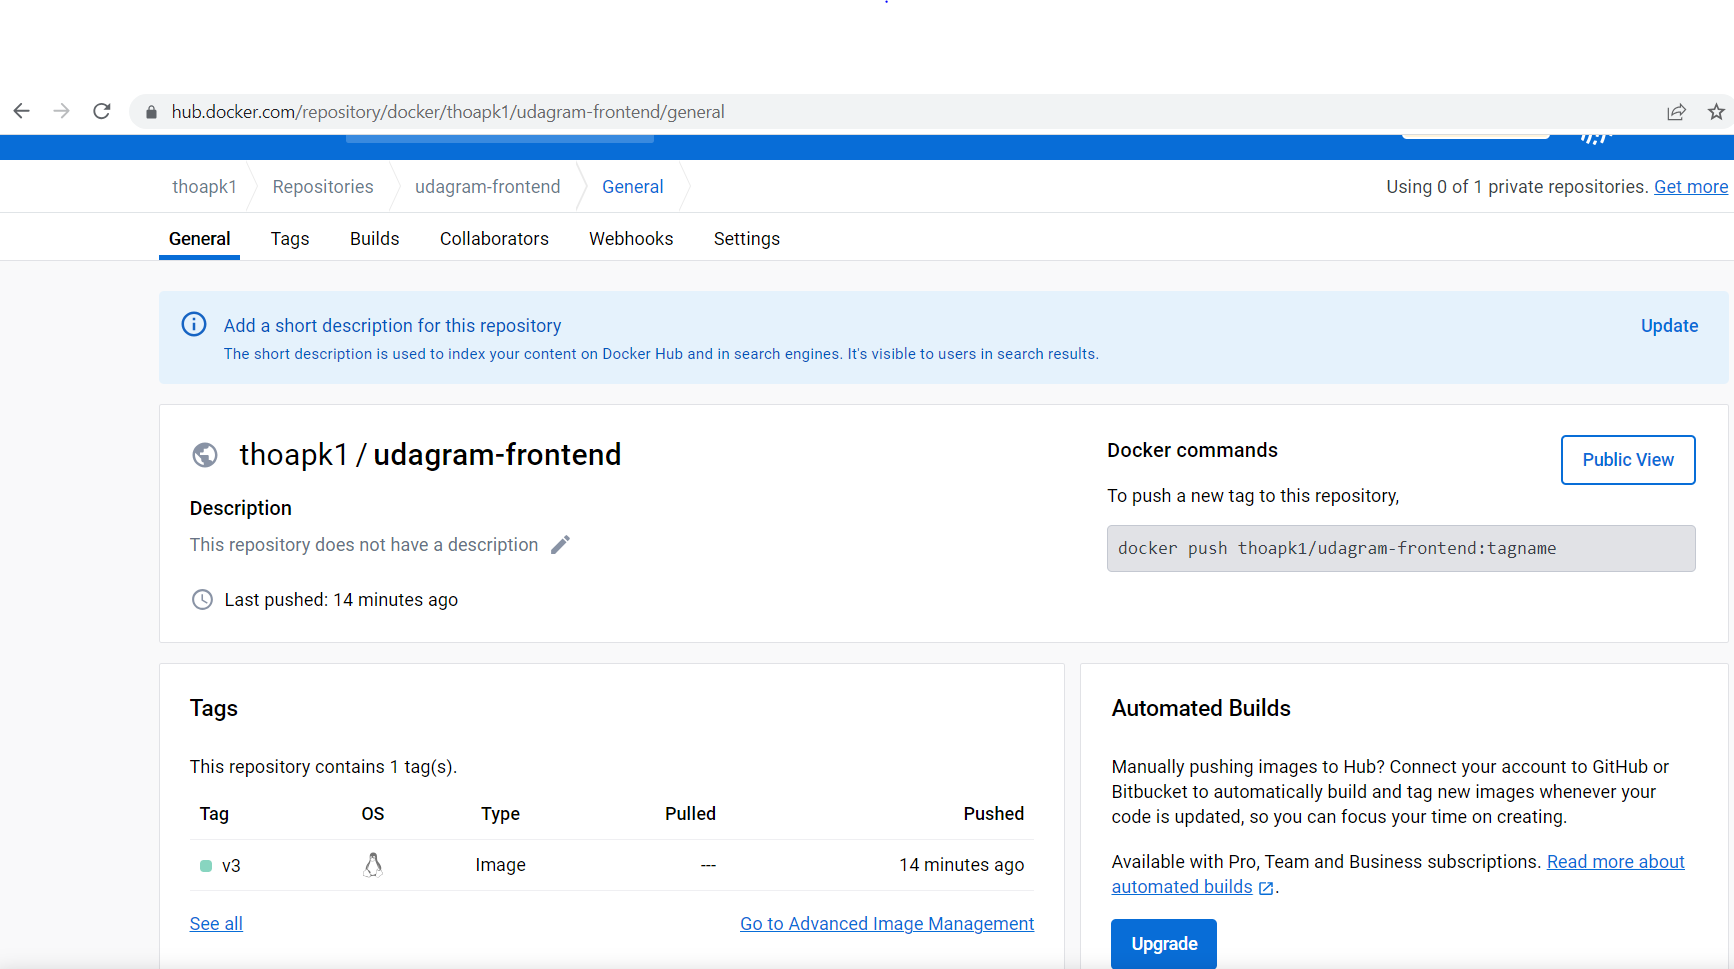 hub.docker.com/repository/docker/thoapk1/udagram-frontend/general
thoapk1 Repositories udagram-frontend General
Using 0 of 1 private repositories. Get more
General Tags Builds Collaborators Webhooks Settings
Add a short description for this repository
Update
The short description is used to index your content on Docker Hub and in search engines. It's visible to users in search results.
thoapk1 / udagram-frontend
Description
This repository does not have a description
Last pushed: 14 minutes ago
Docker commands
Public View
To push a new tag to this repository,
docker push thoapk1/udagram-frontend:tagname
Tags
This repository contains 1 tag(s).
Tag OS Type Pulled Pushed
v3 Image --- 14 minutes ago
See all
Go to Advanced Image Management
Automated Builds
Manually pushing images to Hub? Connect your account to GitHub or
Bitbucket to automatically build and tag new images whenever your
code is updated, so you can focus your time on creating.
Available with Pro, Team and Business subscriptions. Read more about
automated builds .
Upgrade